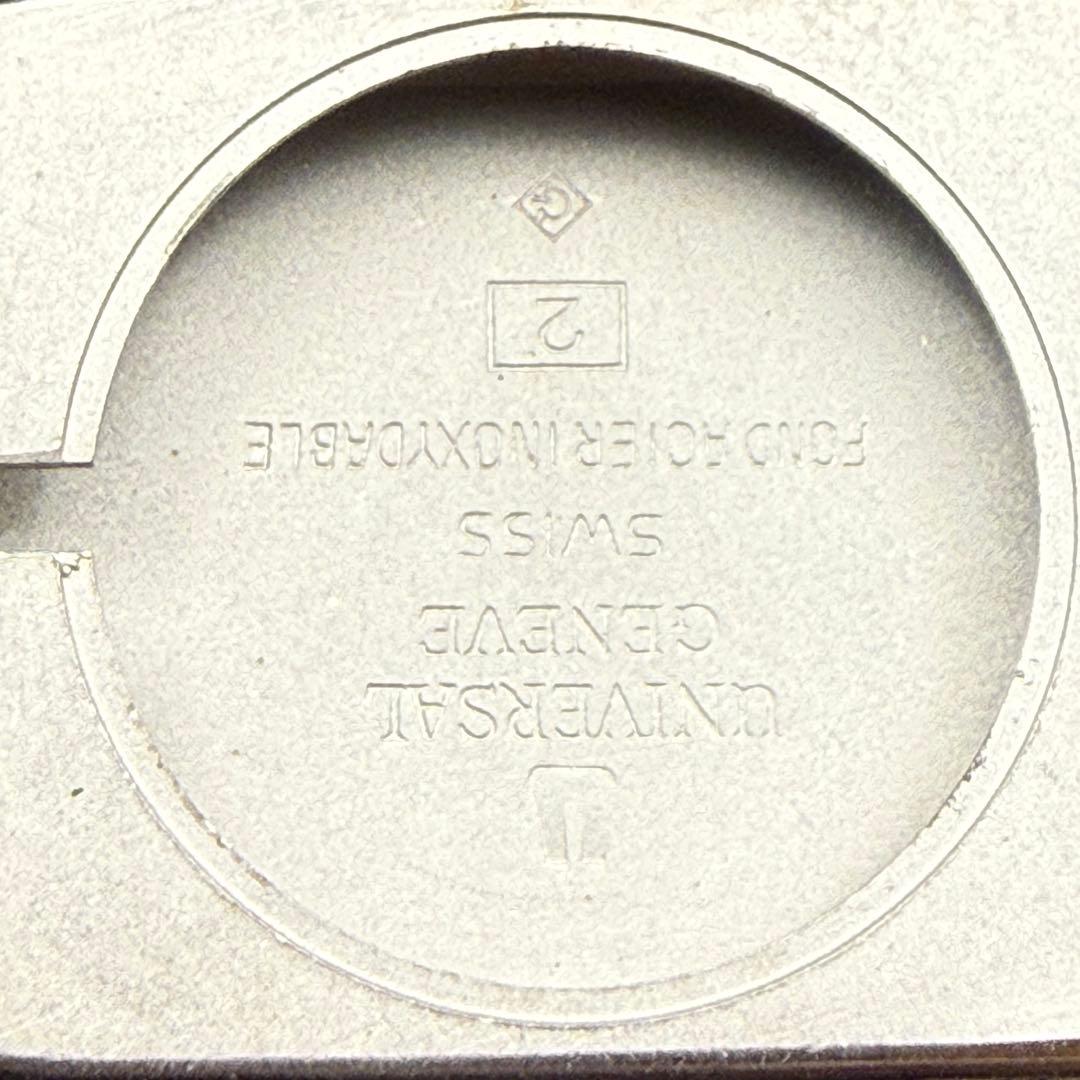 U
UNIVERSAL
GENEVE
SWISS
FOND ACIER INOXYDABLE
2
G